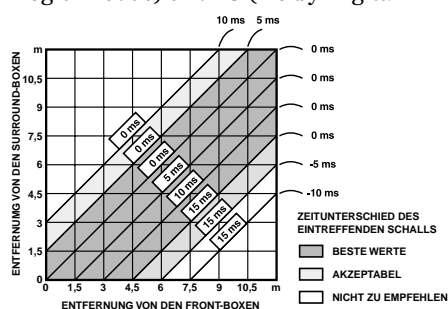 10 ms
5 ms
m
10,5
9
7,5
6
4,5
3
1,5
0
ENTFERNUMG VON DEN SURROUND-BOXEN
0 ms
0 ms
0 ms
0 ms
-5 ms
-10 ms
0 ms
0 ms
0 ms
5 ms
10 ms
15 ms
15 ms
15 ms
0
1,5
3
4,5
6
7,5
9
10,5
m
ENTFERNUNG VON DEN FRONT-BOXEN
ZEITUNTERSCHIED DES
EINTREFFENDEN SCHALLS
BESTE WERTE
AKZEPTABEL
NICHT ZU EMPFEHLEN